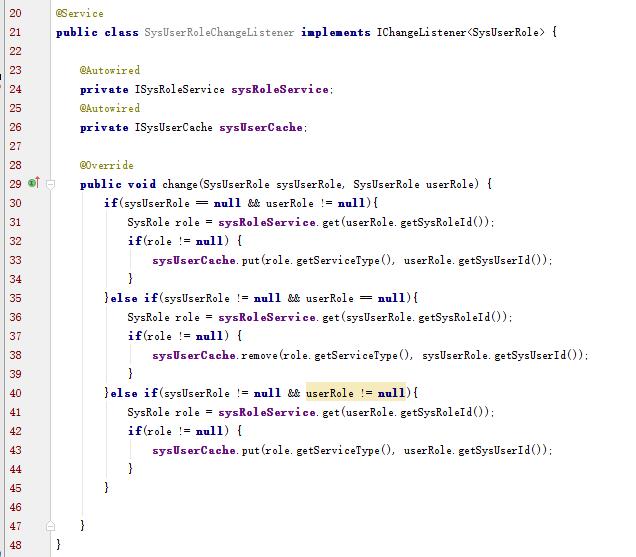 20 @Service
21 public class SysUserRoleChangeListener implements IChangeListener<SysUserRole> {
22
23     @Autowired
24     private ISysRoleService sysRoleService;
25     @Autowired
26     private ISysUserCache sysUserCache;
27
28     @Override
29     public void change(SysUserRole sysUserRole, SysUserRole userRole) {
30         if(sysUserRole == null && userRole != null){
31             SysRole role = sysRoleService.get(userRole.getSysRoleId());
32             if(role != null) {
33                 sysUserCache.put(role.getServiceType(), userRole.getSysUserId());
34             }
35         }else if(sysUserRole != null && userRole == null){
36             SysRole role = sysRoleService.get(sysUserRole.getSysRoleId());
37             if(role != null) {
38                 sysUserCache.remove(role.getServiceType(), sysUserRole.getSysUserId());
39             }
40         }else if(sysUserRole != null && userRole != null){
41             SysRole role = sysRoleService.get(userRole.getSysRoleId());
42             if(role != null) {
43                 sysUserCache.put(role.getServiceType(), userRole.getSysUserId());
44             }
45         }
46
47     }
48 }